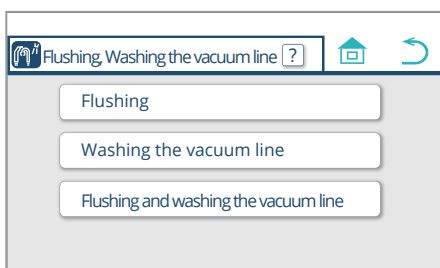 Flushing, Washing the vacuum line ?
Flushing
Washing the vacuum line
Flushing and washing the vacuum line